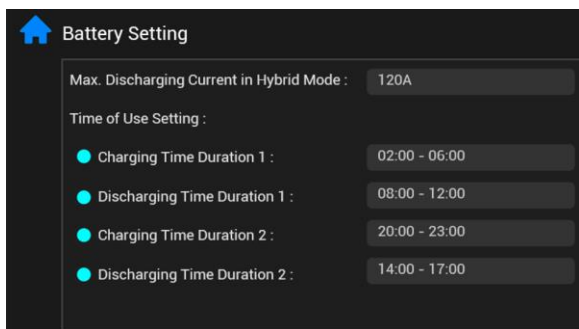 Battery Setting
Max. Discharging Current in Hybrid Mode : 120A
Time of Use Setting :
Charging Time Duration 1 : 02:00 - 06:00
Discharging Time Duration 1 : 08:00 - 12:00
Charging Time Duration 2 : 20:00 - 23:00
Discharging Time Duration 2 : 14:00 - 17:00